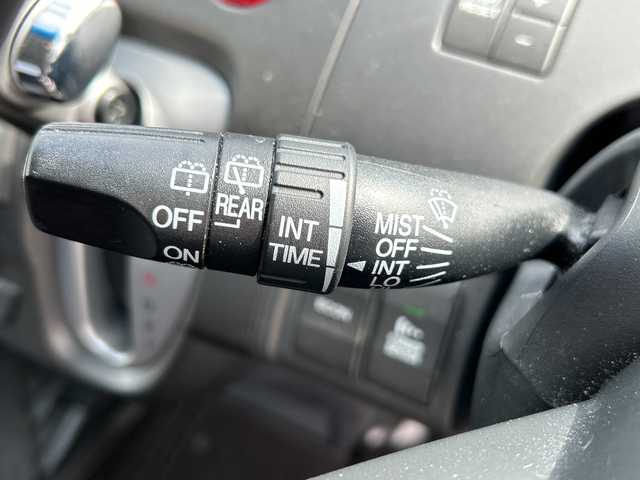 OFF
ON
REAR
INT
TIME
MIST
OFF
INT
LO